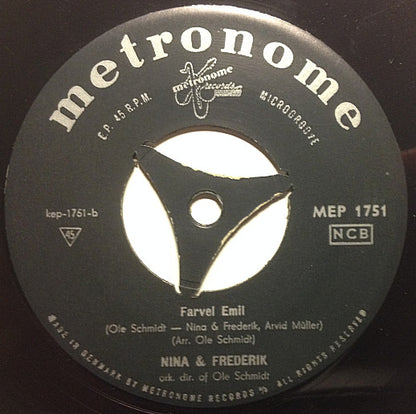 metronome
metronome
records
E.P. 45 R.P.M.
MICROGROOVE
kep-1751-b
MEP 1751
45
NCB
Farvel Emil
(Ole Schmidt — Nina & Frederik, Arvid Müller)
(Arr. Ole Schmidt)
NINA & FREDERIK
ork. dir. of Ole Schmidt
MADE IN DENMARK BY METRONOME RECORDS % ALL RIGHTS RESERVED